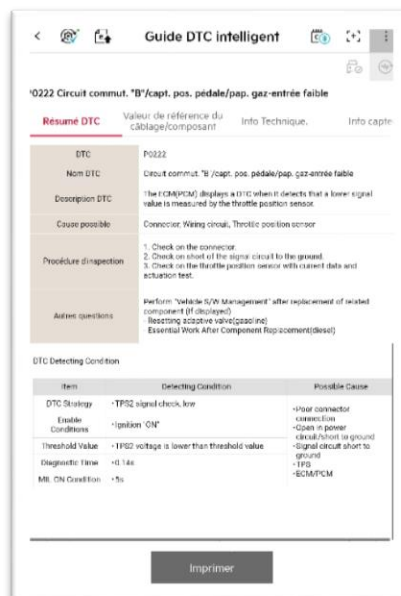 Guide DTC intelligent
'0222 Circuit commut. "B"/capt. pos. pédale/pap. gaz-entrée faible
Résumé DTC
Valeur de référence du
câblage/composant
Info Technique.
Info capte
DTC
P0222
Nom DTC
Circuit commut. "B"/capt. pos. pédale/pap. gaz-entrée faible
Description DTC
The ECM(PCM) displays a DTC when it detects that a lower signal
value is measured by the throttle position sensor.
Cause possible
Connector, Wiring circuit, Throttle position sensor
Procédure d'inspection
1. Check on the connector.
2. Check on short of the signal circuit to the ground.
3. Check on the throttle position sensor with current data and
actuation test.
Autres questions
Perform "Vehicle S/W Management" after replacement of related
component (if displayed)
- Resetting adaptive valve(gasoline)
- Essential Work After Component Replacement(diesel)
DTC Detecting Condition
Item
Detecting Condition
Possible Cause
DTC Strategy
•TPS2 signal check, low
Enable
Conditions
•Ignition "ON"
Threshold Value
•TPS2 voltage is lower than threshold value
Diagnostic Time
•0.14s
MIL ON Condition
•5s
•Poor connector
connection
•Open in power
circuit/short to ground
•Signal circuit short to
ground
•TPS
•ECM/PCM
Imprimer